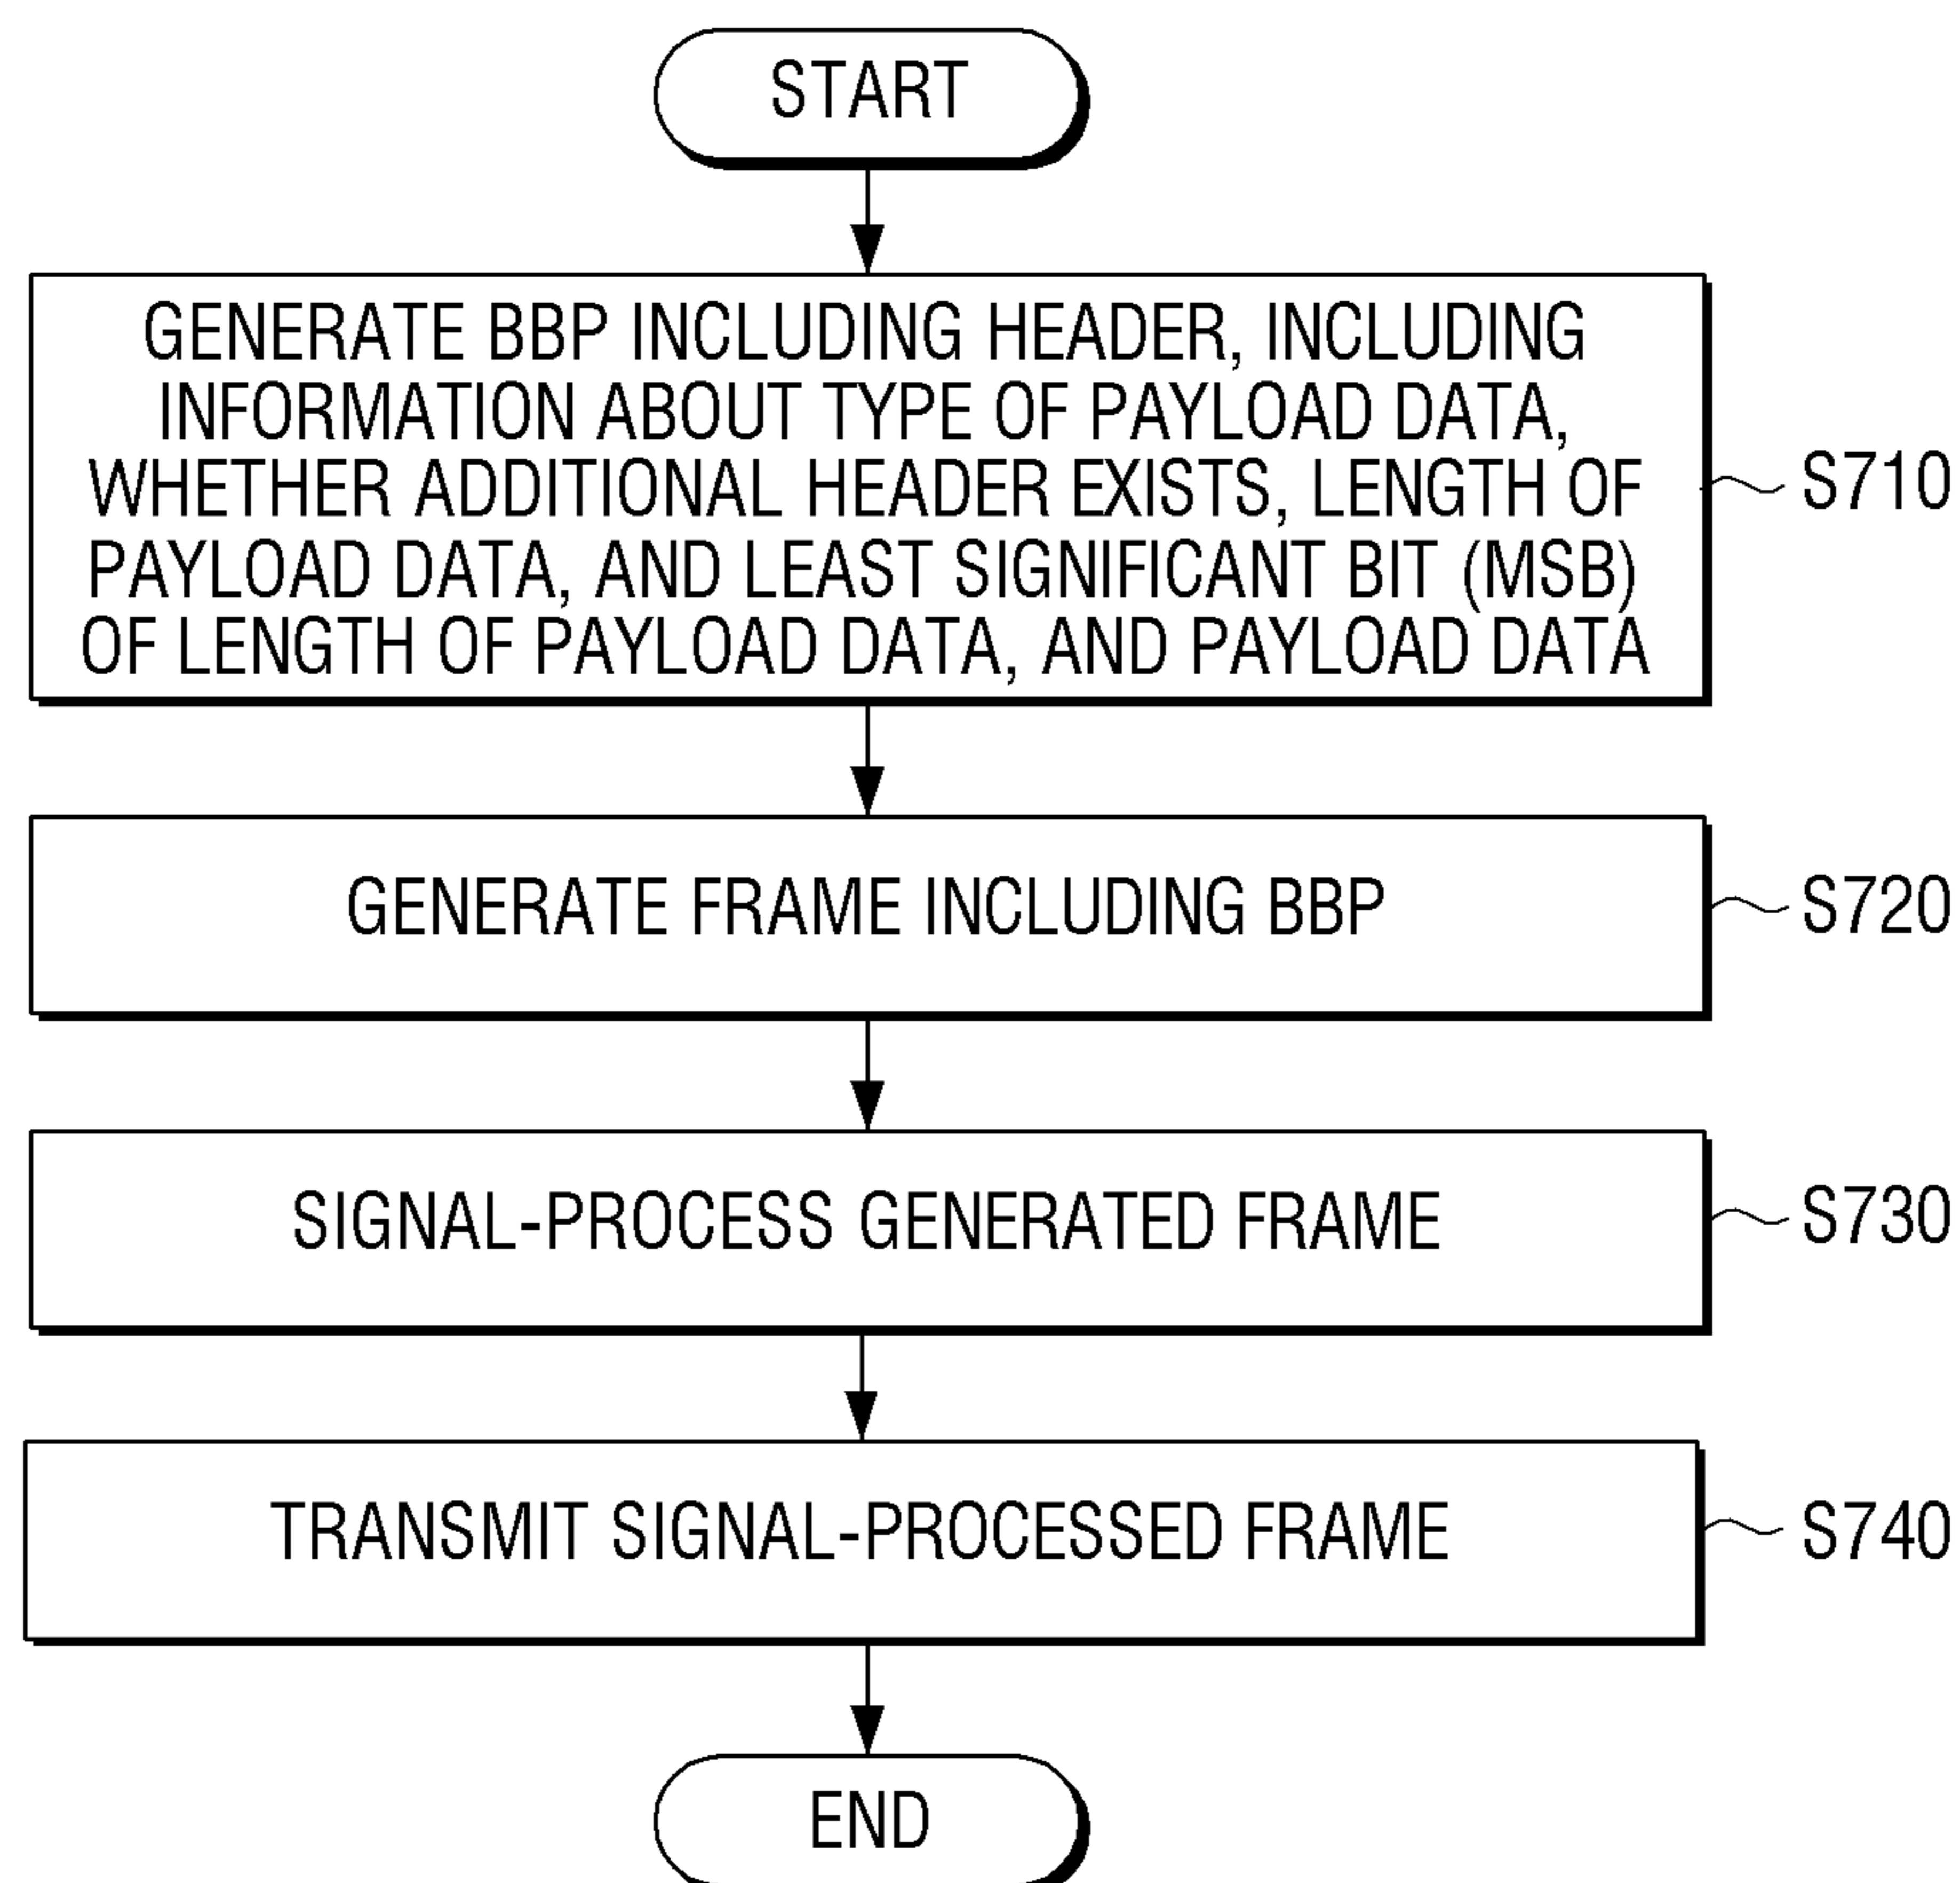 START
GENERATE BBP INCLUDING HEADER, INCLUDING
INFORMATION ABOUT TYPE OF PAYLOAD DATA,
WHETHER ADDITIONAL HEADER EXISTS, LENGTH OF
PAYLOAD DATA, AND LEAST SIGNIFICANT BIT (MSB)
OF LENGTH OF PAYLOAD DATA, AND PAYLOAD DATA
S710
GENERATE FRAME INCLUDING BBP
S720
SIGNAL-PROCESS GENERATED FRAME
S730
TRANSMIT SIGNAL-PROCESSED FRAME
S740
END